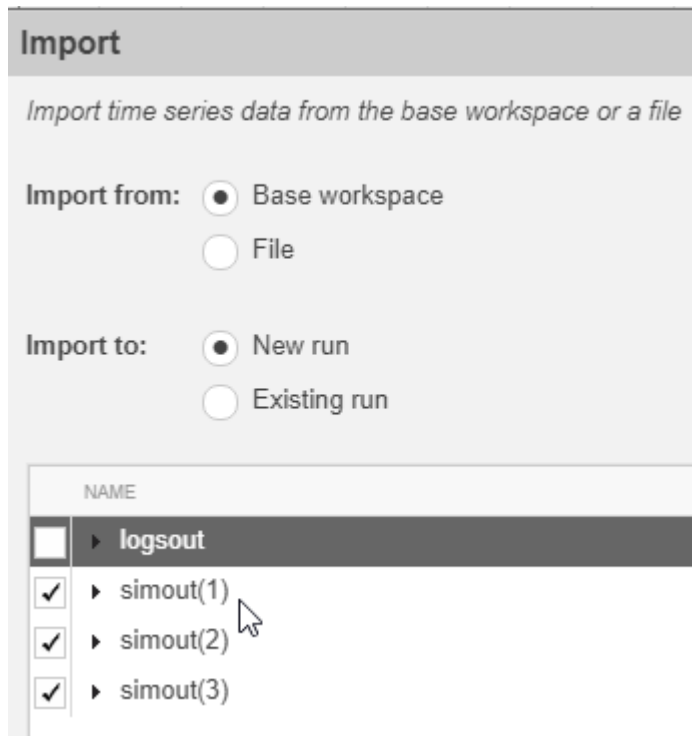 Import
Import time series data from the base workspace or a file
Import from: Base workspace
File
Import to: New run
Existing run
NAME
logsout
simout(1)
simout(2)
simout(3)